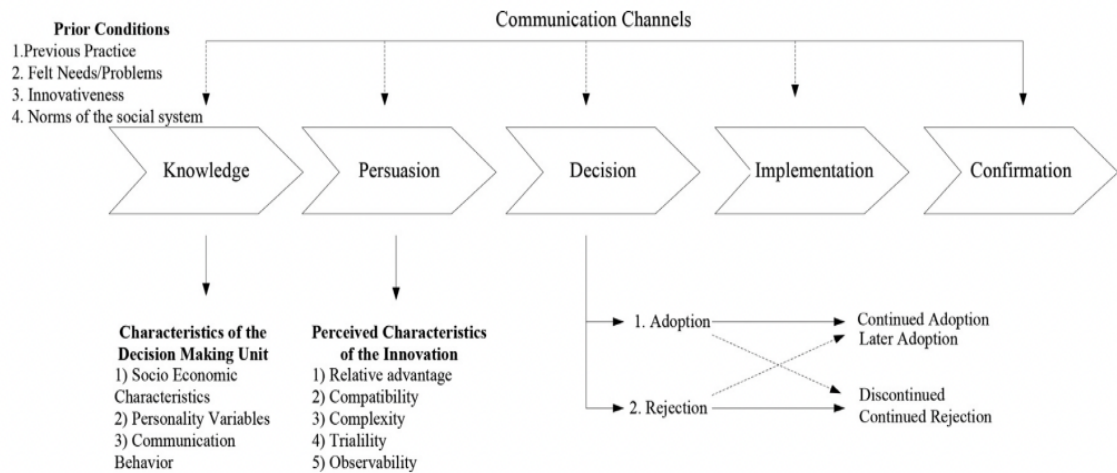 Communication Channels
Prior Conditions
1.Previous Practice
2. Felt Needs/Problems
3. Innovativeness
4. Norms of the social system
Knowledge
Persuasion
Decision
Implementation
Confirmation
Characteristics of the
Decision Making Unit
1) Socio Economic
Characteristics
2) Personality Variables
3) Communication
Behavior
Perceived Characteristics
of the Innovation
1) Relative advantage
2) Compatibility
3) Complexity
4) Trialility
5) Observability
1. Adoption
2. Rejection
Continued Adoption
Later Adoption
Discontinued
Continued Rejection